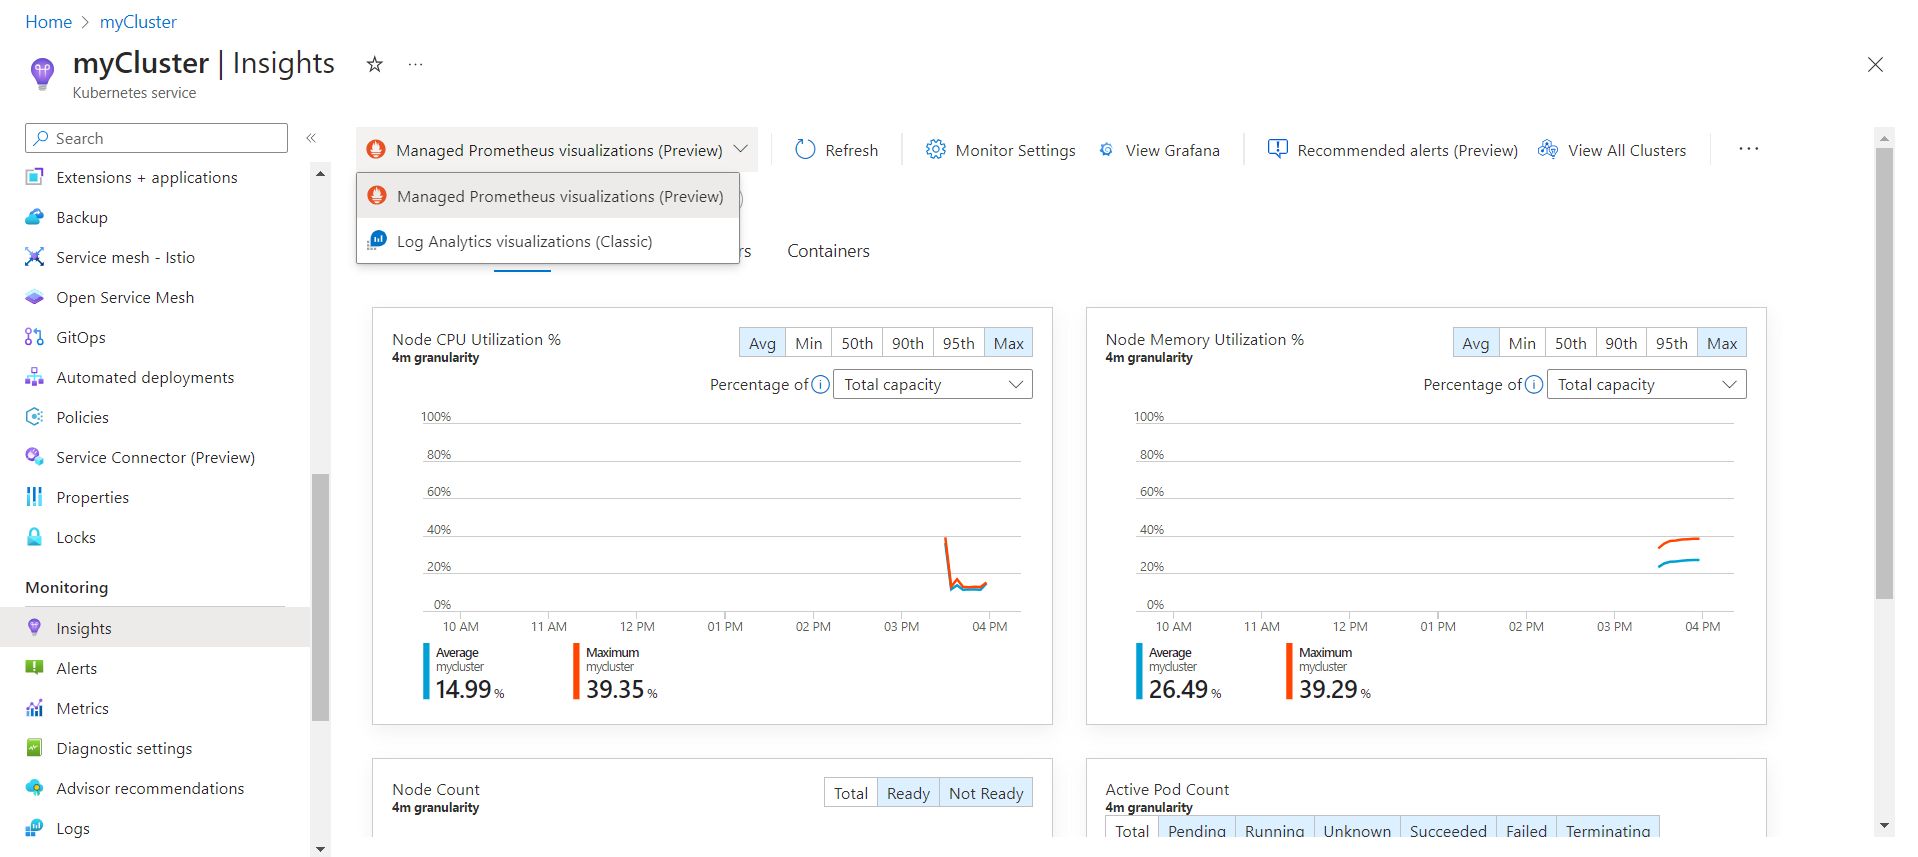 Home > myCluster
myCluster | Insights
Kubernetes service
Search
Extensions + applications
Backup
Service mesh - Istio
Open Service Mesh
GitOps
Automated deployments
Policies
Service Connector (Preview)
Properties
Locks
Monitoring
Insights
Alerts
Metrics
Diagnostic settings
Advisor recommendations
Logs
Managed Prometheus visualizations (Preview)
Refresh
Monitor Settings
View Grafana
Recommended alerts (Preview)
View All Clusters
Managed Prometheus visualizations (Preview)
Log Analytics visualizations (Classic)
Containers
Node CPU Utilization %
4m granularity
Avg Min 50th 90th 95th Max
Percentage of Total capacity
100%
80%
60%
40%
20%
0%
10 AM 11 AM 12 PM 01 PM 02 PM 03 PM 04 PM
Average
mycluster
14.99 %
Maximum
mycluster
39.35 %
Node Memory Utilization %
4m granularity
Avg Min 50th 90th 95th Max
Percentage of Total capacity
100%
80%
60%
40%
20%
0%
10 AM 11 AM 12 PM 01 PM 02 PM 03 PM 04 PM
Average
mycluster
26.49 %
Maximum
mycluster
39.29 %
Node Count
4m granularity
Total Ready Not Ready
Active Pod Count
4m granularity
Total Pending Running Unknown Succeeded Failed Terminating